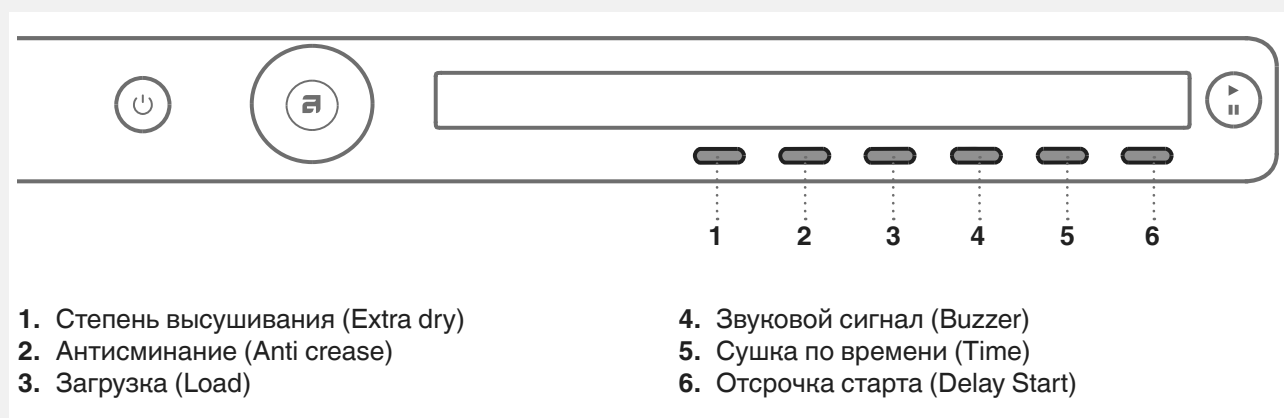 1 2 3 4 5 6
1. Степень высушивания (Extra dry)
2. Антисминание (Anti crease)
3. Загрузка (Load)
4. Звуковой сигнал (Buzzer)
5. Сушка по времени (Time)
6. Отсрочка старта (Delay Start)